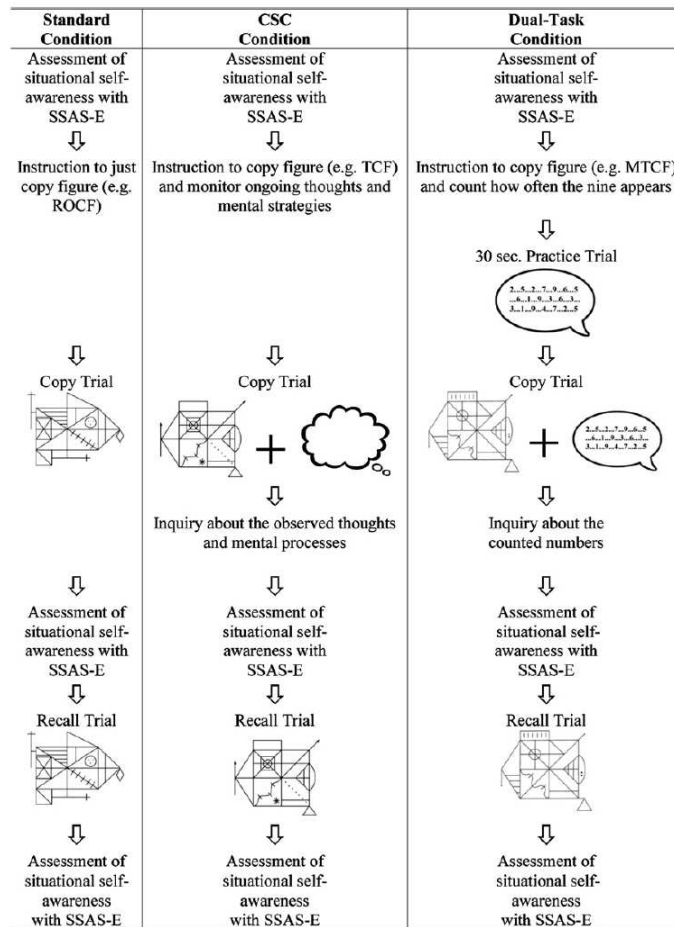 Standard
Condition
CSC
Condition
Dual-Task
Condition
Assessment of
situational self-
awareness with
SSAS-E
Assessment of
situational self-
awareness with
SSAS-E
Assessment of
situational self-
awareness with
SSAS-E
Instruction to just
copy figure (e.g.
ROCF)
Instruction to copy figure (e.g. TCF)
and monitor ongoing thoughts and
mental strategies
Instruction to copy figure (e.g. MTCF)
and count how often the nine appears
30 sec. Practice Trial
2...5...2...7...9...6...5
...6...1...9...3...6...3...
3...1...9...4...7...2...5
Copy Trial
Copy Trial
Copy Trial
+
+
2...5...2...7...9...6...5
...6...1...9...3...6...3...
3...1...9...4...7...2...5
Inquiry about the observed thoughts
and mental processes
Inquiry about the
counted numbers
Assessment of
situational self-
awareness with
SSAS-E
Assessment of
situational self-
awareness with
SSAS-E
Assessment of
situational self-
awareness with
SSAS-E
Recall Trial
Recall Trial
Recall Trial
Assessment of
situational self-
awareness
with SSAS-E
Assessment of
situational self-
awareness
with SSAS-E
Assessment of
situational self-
awareness
with SSAS-E